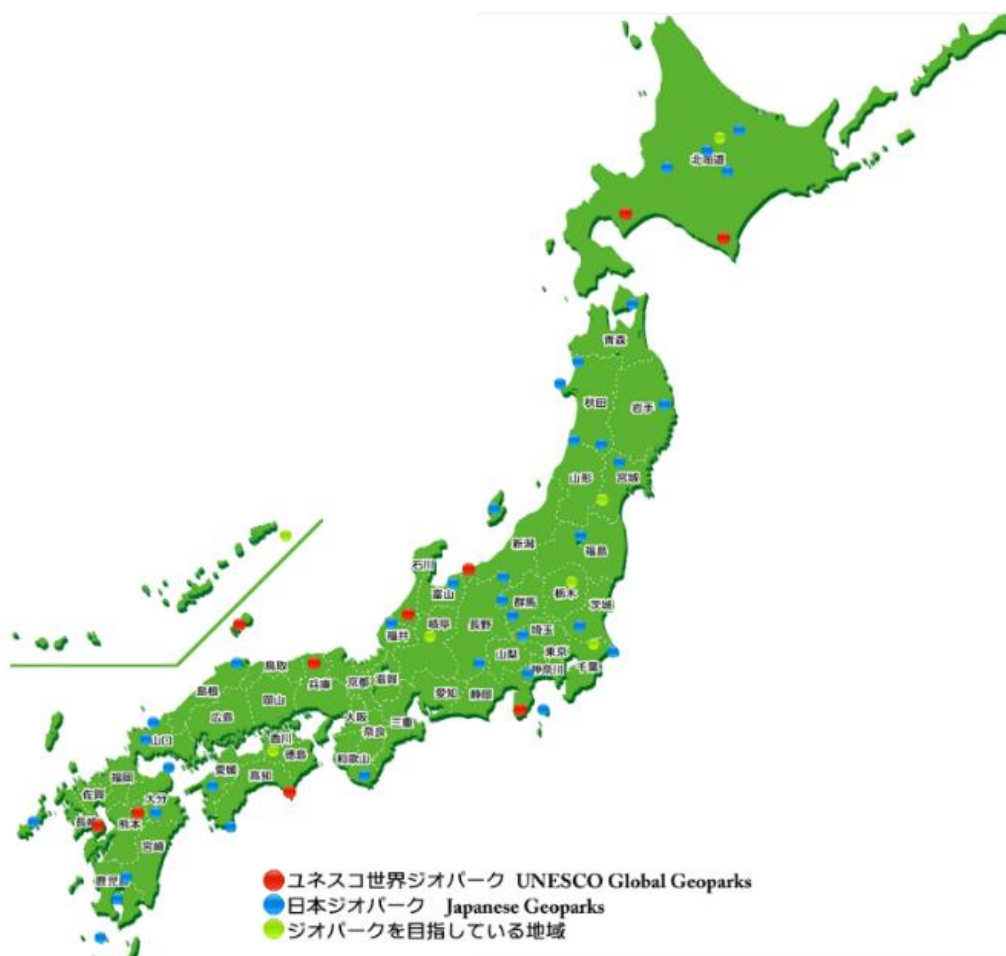 北海道
青森
秋田
岩手
山形
宮城
新潟
福島
石川
富山
栃木
群馬
茨城
福井
岐阜
長野
埼玉
山梨
東京
神奈川
千葉
鳥取
兵庫
京都
滋賀
愛知
静岡
島根
岡山
広島
大阪
奈良
三重
山口
香川
徳島
愛媛
高知
和歌山
福岡
佐賀
大分
長崎
熊本
宮崎
鹿児
ユネスコ世界ジオパーク UNESCO Global Geoparks
日本ジオパーク Japanese Geoparks
ジオパークを目指している地域